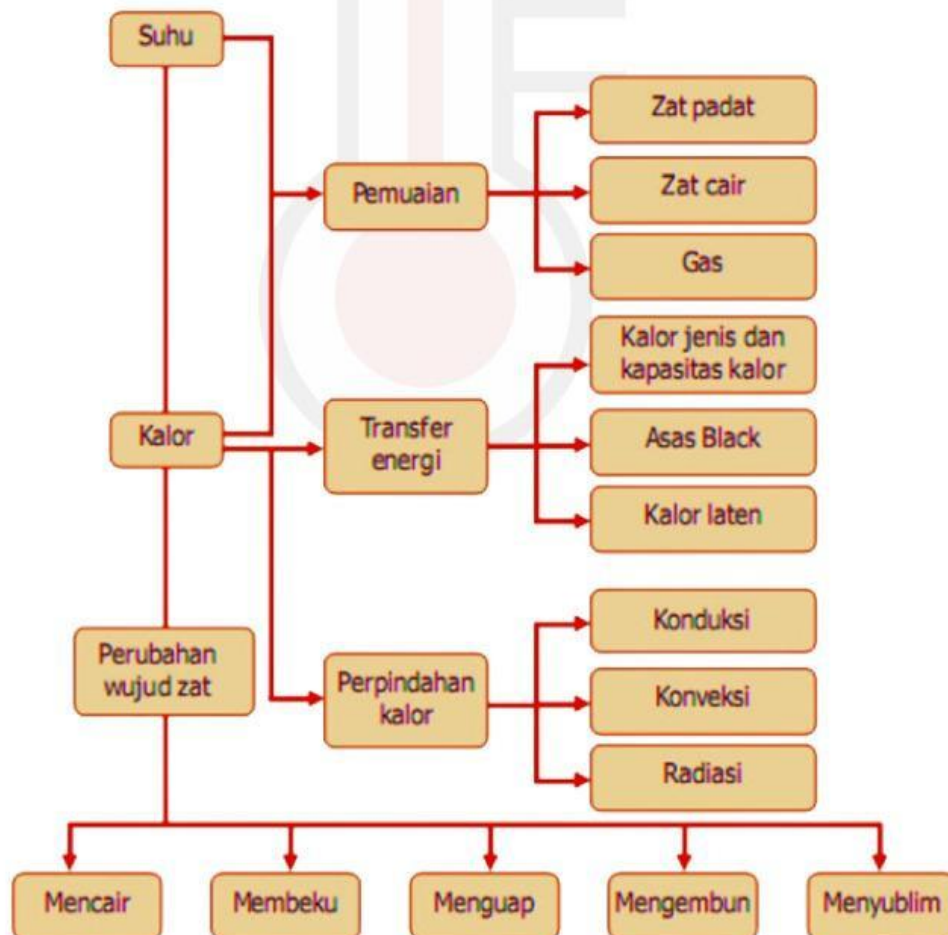 Suhu
Zat padat
Pemuaian
Zat cair
Gas
Kalor jenis dan
kapasitas kalor
Kalor
Transfer
energi
Asas Black
Kalor laten
Perubahan
wujud zat
Perpindahan
kalor
Konduksi
Konveksi
Radiasi
Mencair
Membeku
Menguap
Mengembun
Menyublim